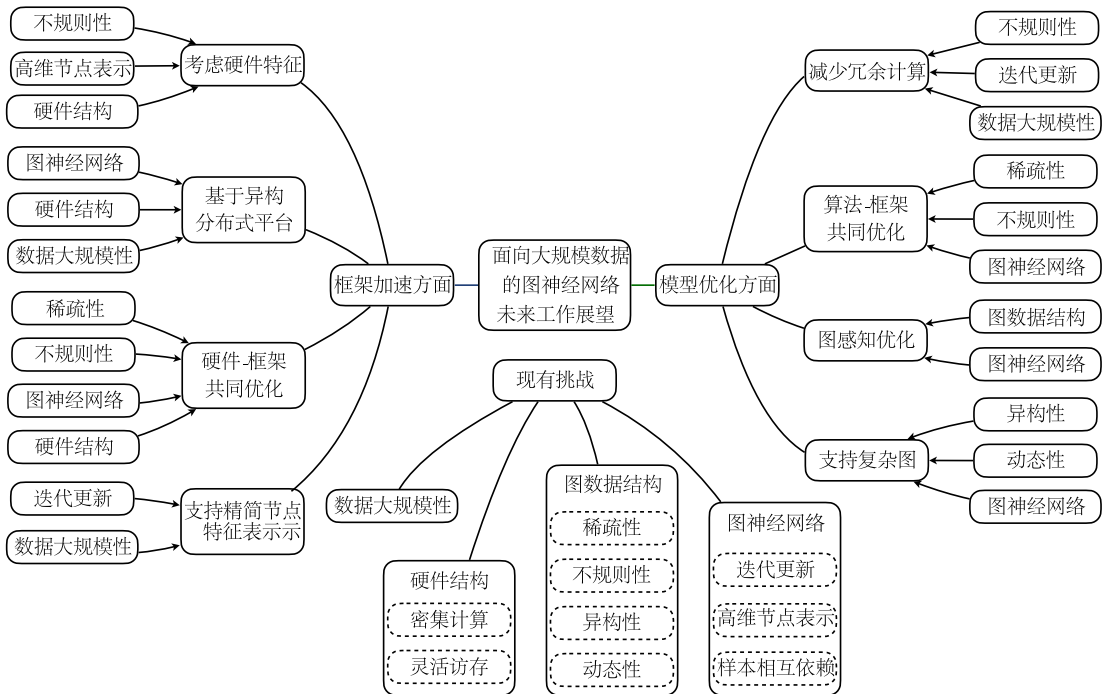 不规则性
高维节点表示
硬件结构
考虑硬件特征
图神经网络
硬件结构
数据大规模性
基于异构
分布式平台
稀疏性
不规则性
图神经网络
硬件结构
硬件-框架
共同优化
迭代更新
数据大规模性
支持精简节点
特征表示示
框架加速方面
面向大规模数据
的图神经网络
未来工作展望
模型优化方面
减少冗余计算
不规则性
迭代更新
数据大规模性
算法-框架
共同优化
稀疏性
不规则性
图神经网络
图感知优化
图数据结构
图神经网络
支持复杂图
异构性
动态性
图神经网络
现有挑战
数据大规模性
硬件结构
密集计算
灵活访存
图数据结构
稀疏性
不规则性
异构性
动态性
图神经网络
迭代更新
高维节点表示
样本相互依赖